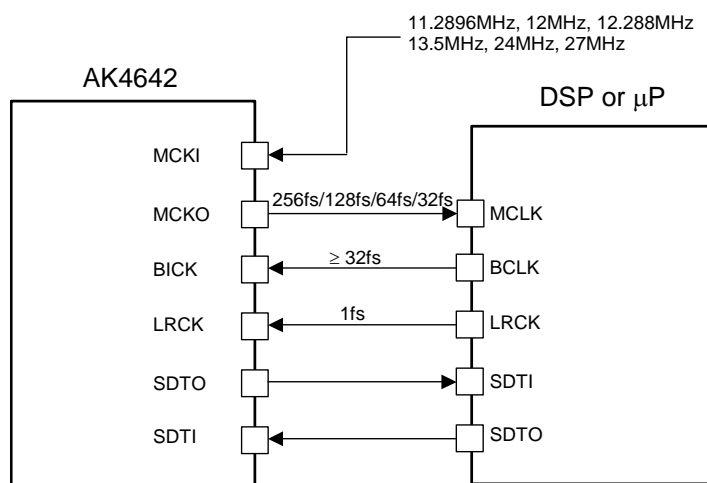 11.2896MHz, 12MHz, 12.288MHz
13.5MHz, 24MHz, 27MHz
AK4642
DSP or μP
MCKI
MCKO
256fs/128fs/64fs/32fs
MCLK
BICK
≥ 32fs
BCLK
LRCK
1fs
LRCK
SDTO
SDTI
SDTI
SDTO